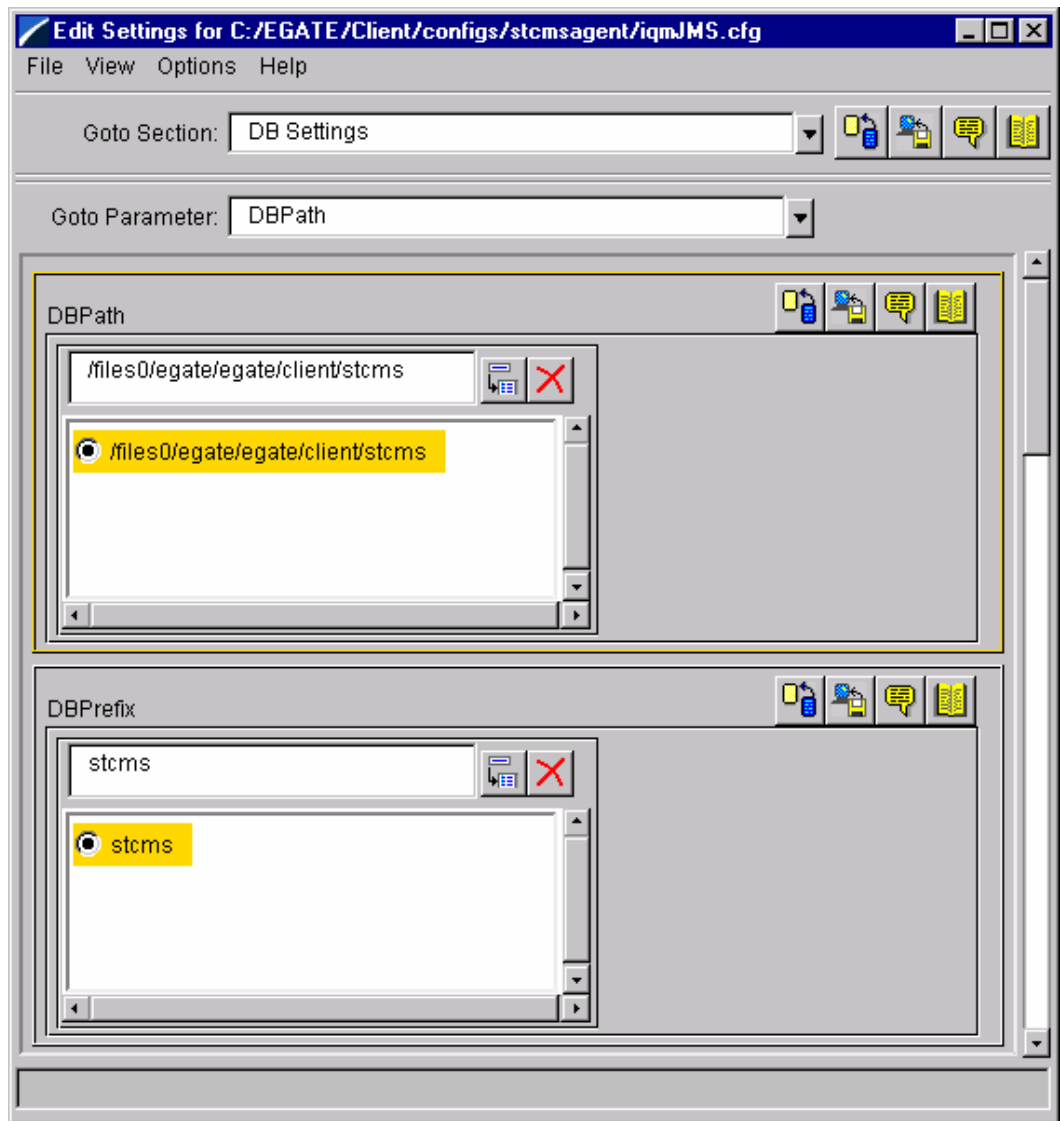 Edit Settings for C:/EGATE/Client/configs/stcmsagent/iqmJMS.cfg
File View Options Help
Goto Section: DB Settings
Goto Parameter: DBPath
DBPath
/files0/egate/egate/client/stcms
/files0/egate/egate/client/stcms
DBPrefix
stcms
stcms